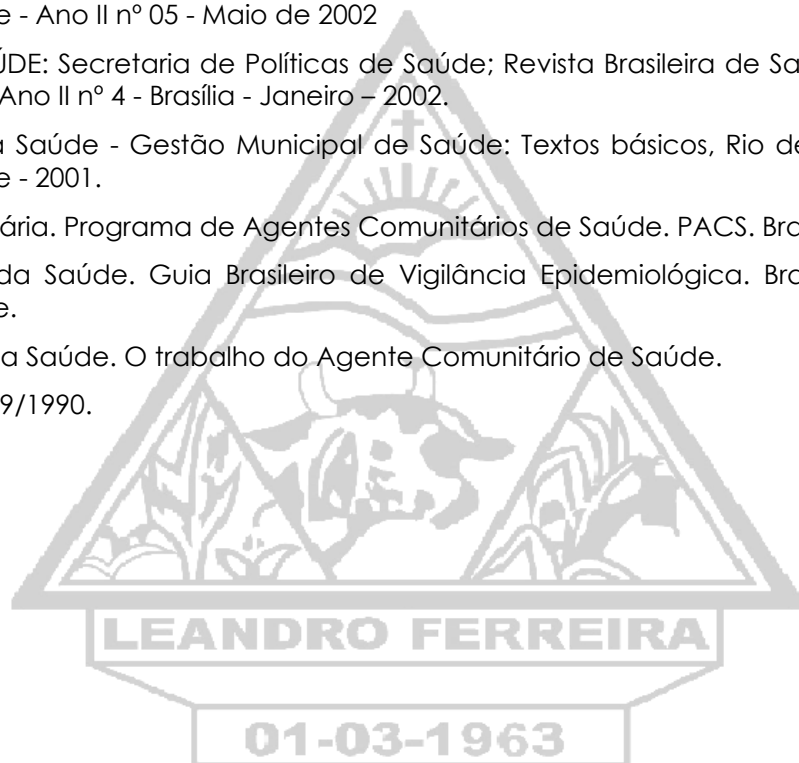 e - Ano II nº 05 - Maio de 2002
ÚDE: Secretaria de Políticas de Saúde; Revista Brasileira de Sa
Ano II nº 4 - Brasília - Janeiro – 2002.
a Saúde - Gestão Municipal de Saúde: Textos básicos, Rio de
e - 2001.
ária. Programa de Agentes Comunitários de Saúde. PACS. Bra
da Saúde. Guia Brasileiro de Vigilância Epidemiológica. Bra
e.
a Saúde. O trabalho do Agente Comunitário de Saúde.
9/1990.
LEANDRO FERREIRA
01-03-1963